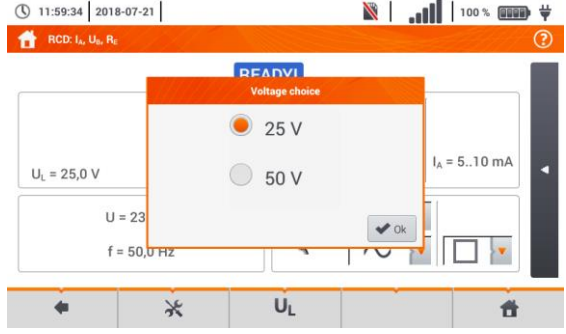 11:59:34 2018-07-21 100 %
RCD: IA, UB, RE
READY!
Voltage choice
25 V
50 V
UL = 25,0 V
IA = 5..10 mA
U = 23
Ok
f = 50,0 Hz
UL